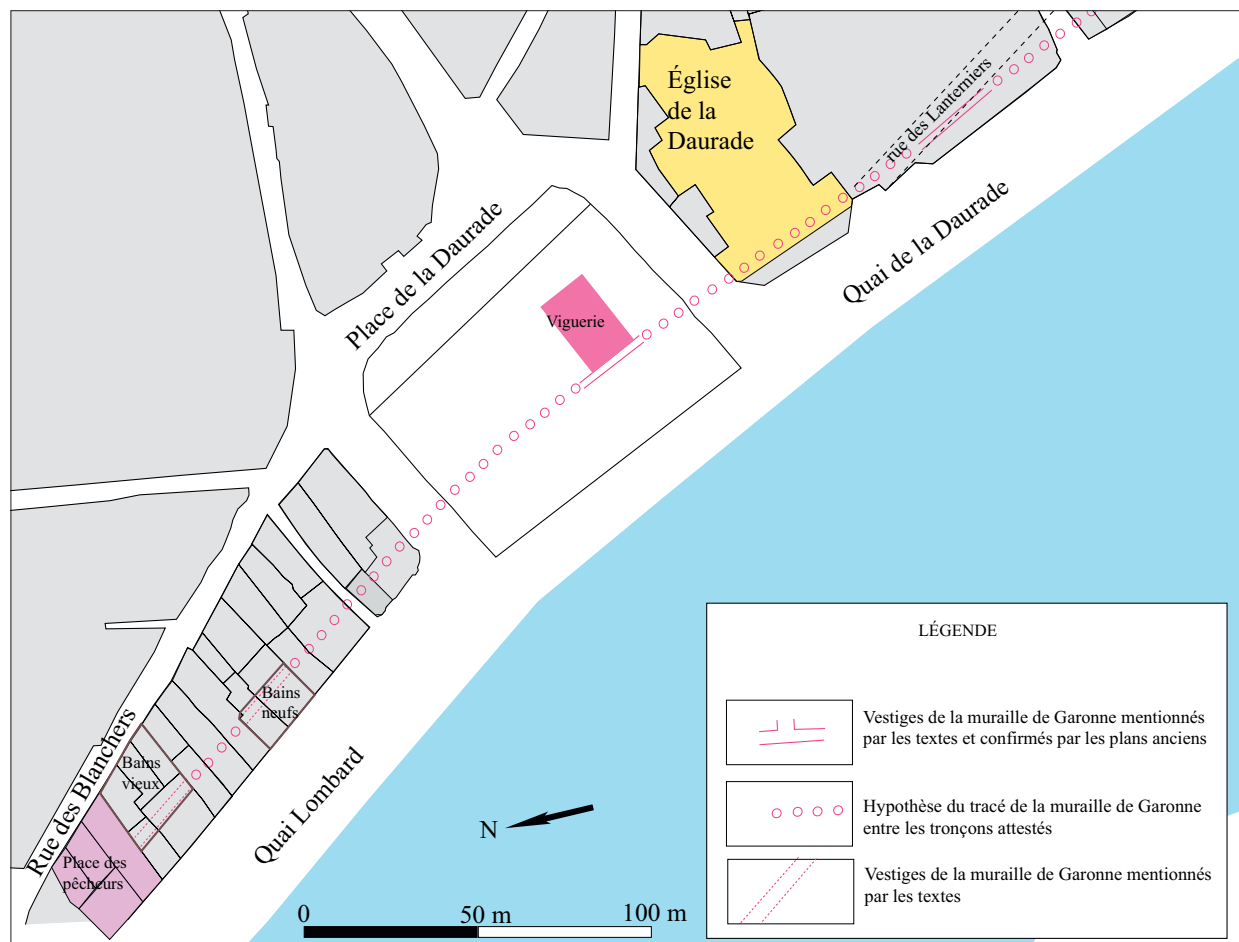 Église
de la
Daurade
rue des Lanterniers
Place de la Daurade
Viguerie
Quai de la Daurade
Bains
neufs
Bains
vieux
Rue des Blanchers
Place des
pêcheurs
Quai Lombard
N
0
50 m
100 m
LÉGENDE
Vestiges de la muraille de Garonne mentionnés
par les textes et confirmés par les plans anciens
Hypothèse du tracé de la muraille de Garonne
entre les tronçons attestés
Vestiges de la muraille de Garonne mentionnés
par les textes